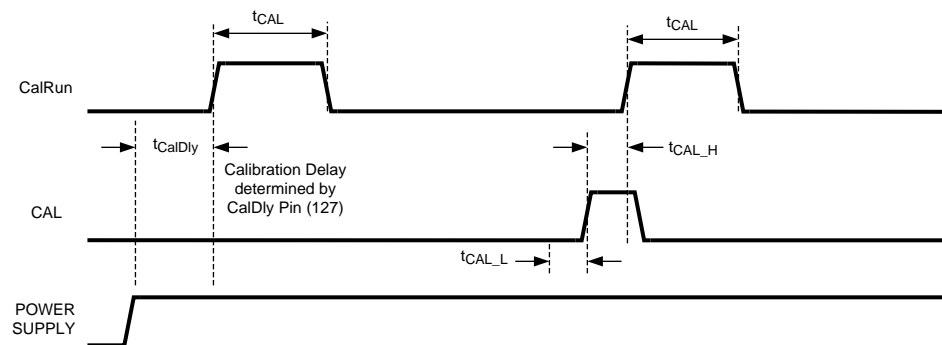 tCAL
tCAL
CalRun
tCalDly
Calibration Delay
determined by
CalDly Pin (127)
tCAL_H
CAL
tCAL_L
POWER
SUPPLY